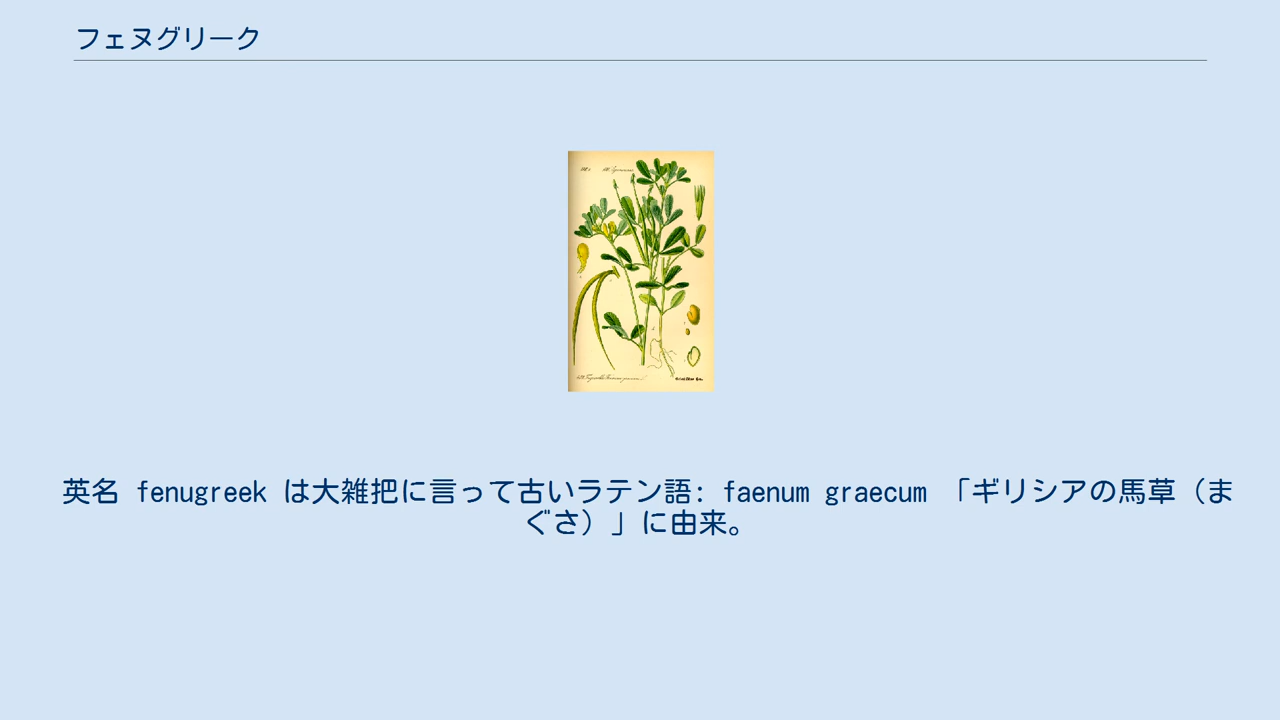 フェヌグリーク
英名 fenugreek は大雑把に言って古いラテン語: faenum graecum 「ギリシアの馬草（ま
ぐさ）」に由来。